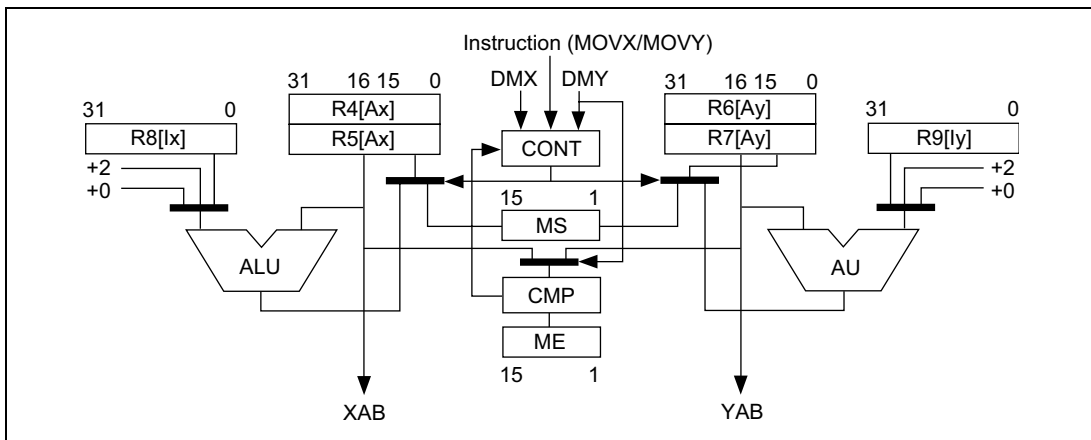 Instruction (MOVX/MOVY)
DMX DMY
31 16 15 0
31 16 15 0
31 0
R4[Ax]
R6[Ay]
31 0
R8[Ix]
R5[Ax]
CONT
R7[Ay]
R9[Iy]
+2
+0
+2
+0
15 1
MS
ALU
AU
CMP
ME
15 1
XAB
YAB